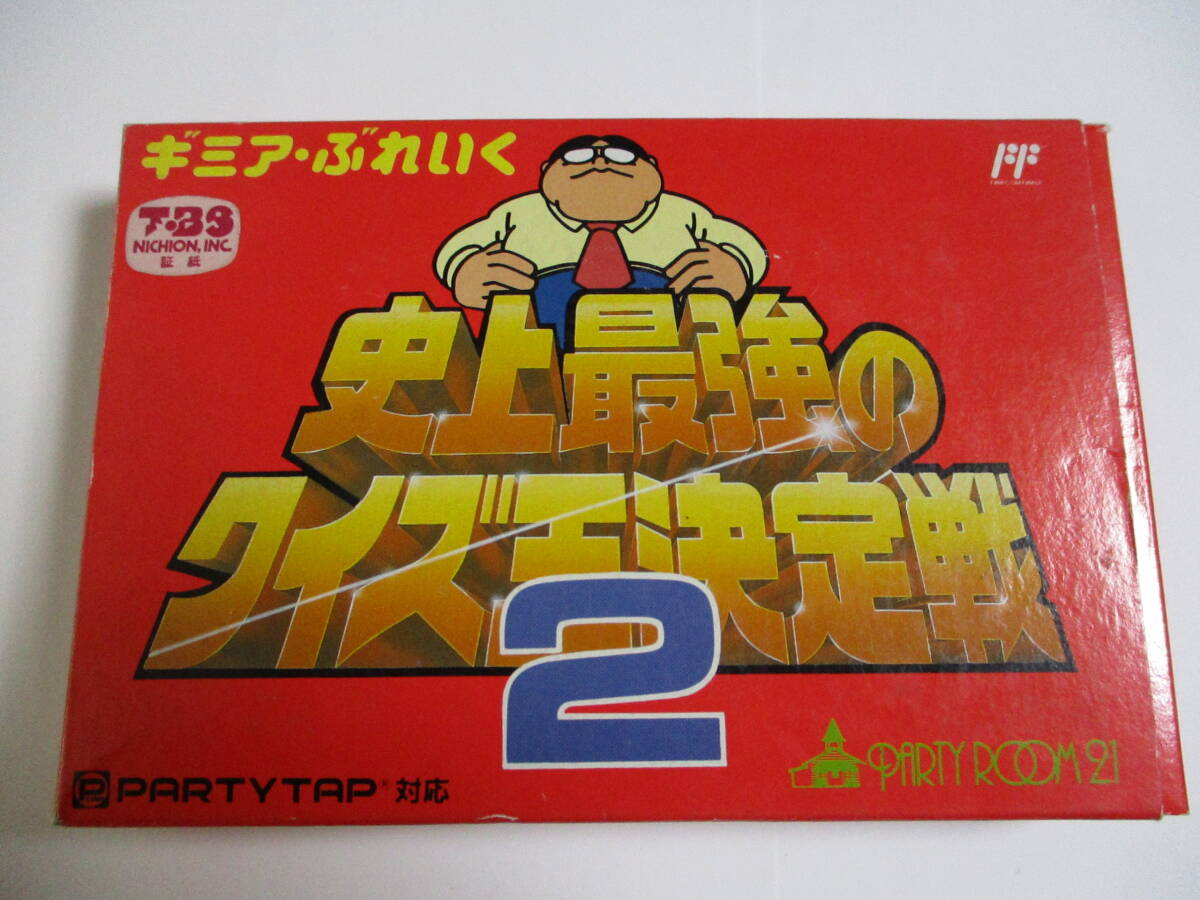 ギミア・ぶれいく
T・BS
NICHION, INC.
証紙
史上最強の
クイズ王決定戦
2
PARTYTAP® 対応
PARTY ROOM 21